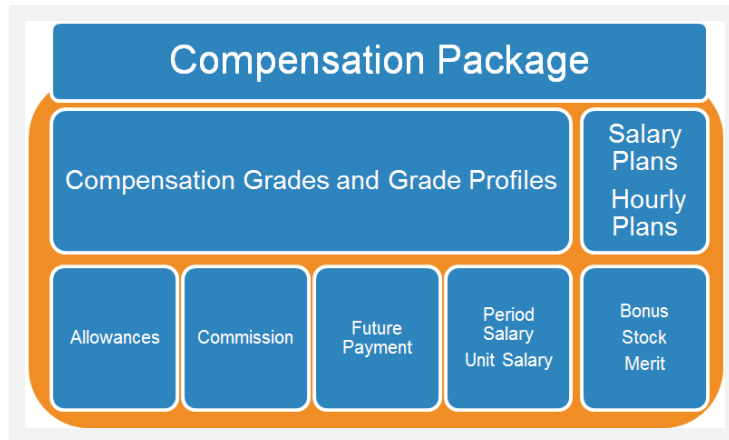 Compensation Package
Compensation Grades and Grade Profiles
Salary
Plans
Hourly
Plans
Allowances
Commission
Future
Payment
Period
Salary
Unit Salary
Bonus
Stock
Merit